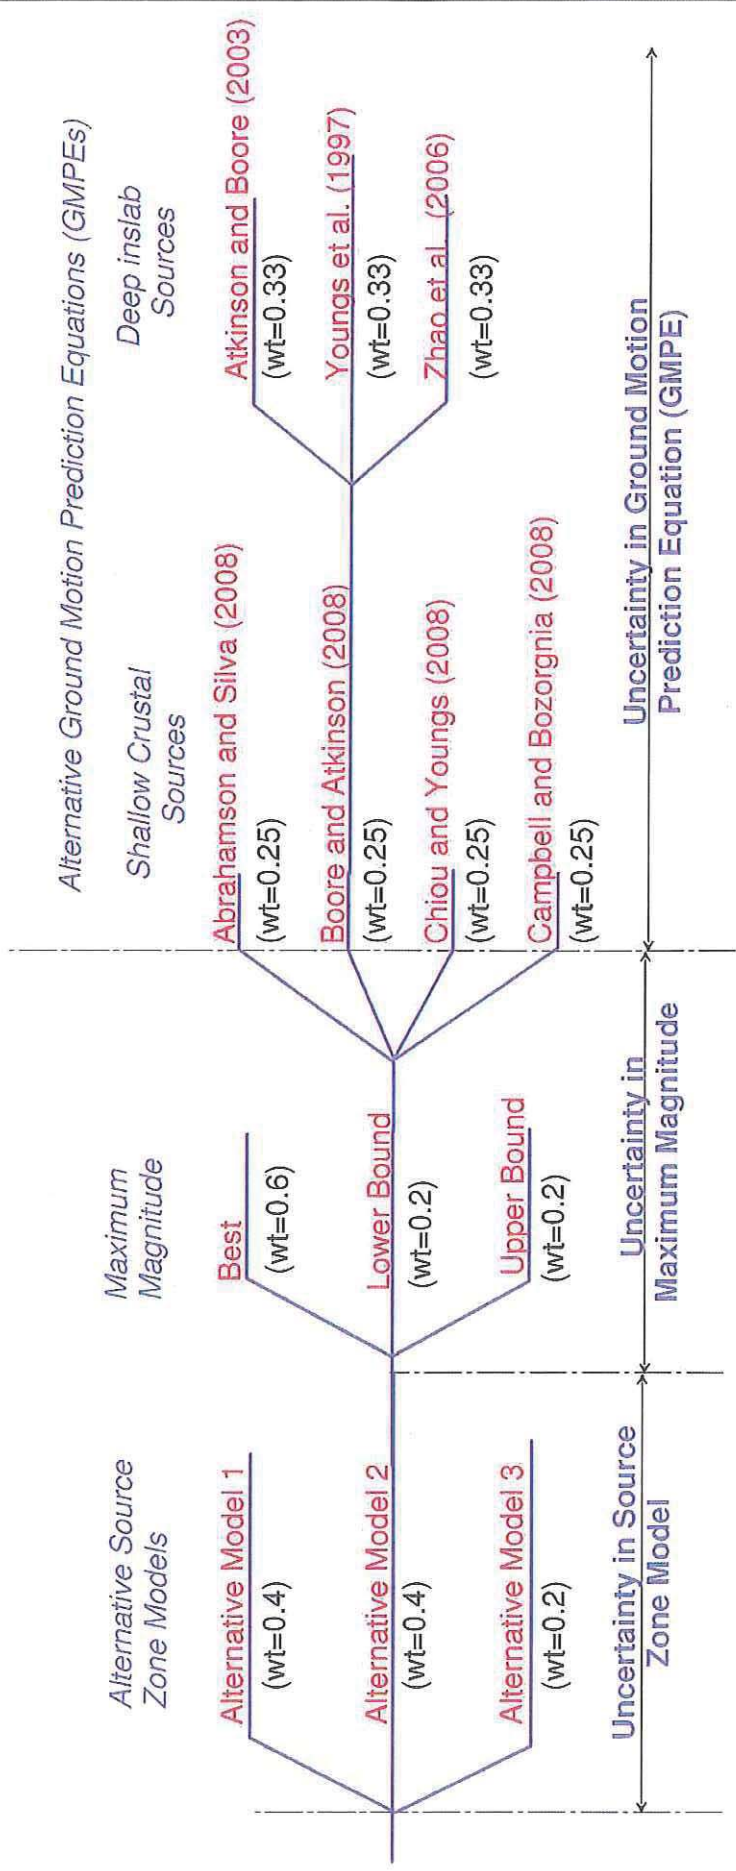 Alternative Ground Motion Prediction Equations (GMPEs)
Alternative Source
Zone Models
Maximum
Magnitude
Shallow Crustal
Sources
Deep inslab
Sources
Alternative Model 1
(wt=0.4)
Alternative Model 2
(wt=0.4)
Alternative Model 3
(wt=0.2)
Best
(wt=0.6)
Lower Bound
(wt=0.2)
Upper Bound
(wt=0.2)
Abrahamson and Silva (2008)
(wt=0.25)
Boore and Atkinson (2008)
(wt=0.25)
Chiou and Youngs (2008)
(wt=0.25)
Campbell and Bozorgnia (2008)
(wt=0.25)
Atkinson and Boore (2003)
(wt=0.33)
Youngs et al. (1997)
(wt=0.33)
Zhao et al. (2006)
(wt=0.33)
Uncertainty in Source
Zone Model
Uncertainty in
Maximum Magnitude
Uncertainty in Ground Motion
Prediction Equation (GMPE)